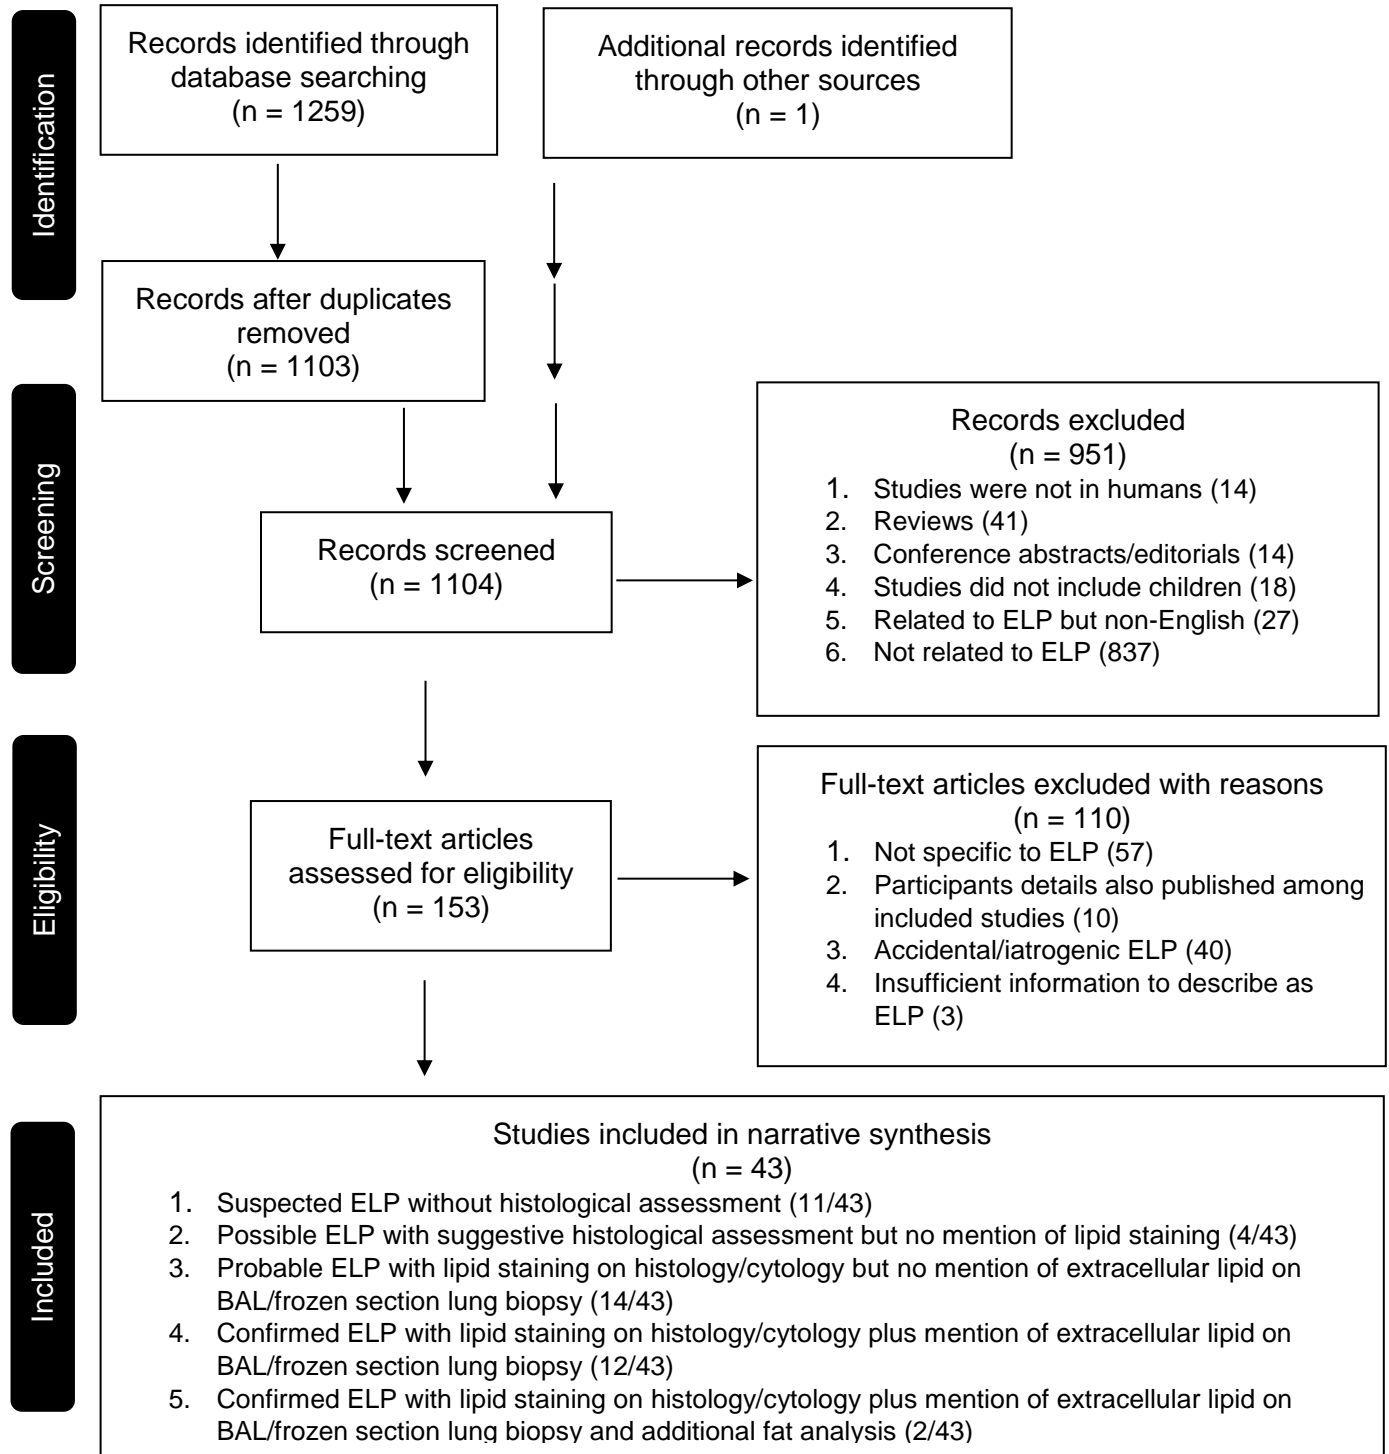 Identification
Records identified through
database searching
(n = 1259)
Additional records identified
through other sources
(n = 1)
Records after duplicates
removed
(n = 1103)
Screening
Records screened
(n = 1104)
Records excluded
(n = 951)
1. Studies were not in humans (14)
2. Reviews (41)
3. Conference abstracts/editorials (14)
4. Studies did not include children (18)
5. Related to ELP but non-English (27)
6. Not related to ELP (837)
Eligibility
Full-text articles
assessed for eligibility
(n = 153)
Full-text articles excluded with reasons
(n = 110)
1. Not specific to ELP (57)
2. Participants details also published among
included studies (10)
3. Accidental/iatrogenic ELP (40)
4. Insufficient information to describe as
ELP (3)
Included
Studies included in narrative synthesis
(n = 43)
1. Suspected ELP without histological assessment (11/43)
2. Possible ELP with suggestive histological assessment but no mention of lipid staining (4/43)
3. Probable ELP with lipid staining on histology/cytology but no mention of extracellular lipid on
BAL/frozen section lung biopsy (14/43)
4. Confirmed ELP with lipid staining on histology/cytology plus mention of extracellular lipid on
BAL/frozen section lung biopsy (12/43)
5. Confirmed ELP with lipid staining on histology/cytology plus mention of extracellular lipid on
BAL/frozen section lung biopsy and additional fat analysis (2/43)